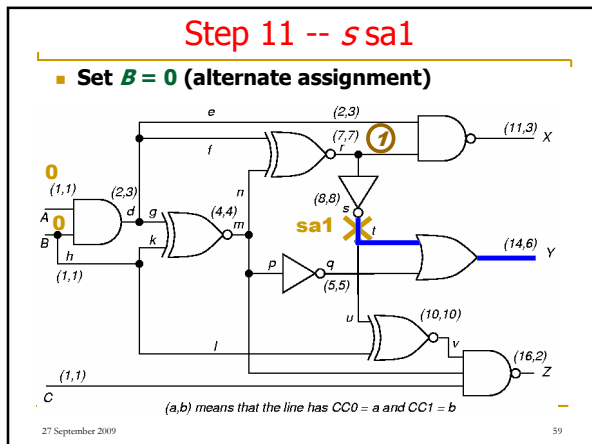 Step 11 -- s sa1
Set B = 0 (alternate assignment)
e
(2,3)
(11,3)
X
f
(7,7)
r
1
0
(1,1)
(2,3)
n
(4,4)
(8,8)
A
d
g
m
s
0
sa1
t
(14,6)
Y
B
k
h
(1,1)
p
q
(5,5)
(10,10)
u
v
l
(16,2)
Z
(1,1)
C
(a,b) means that the line has CC0 = a and CC1 = b
27 September 2009
59